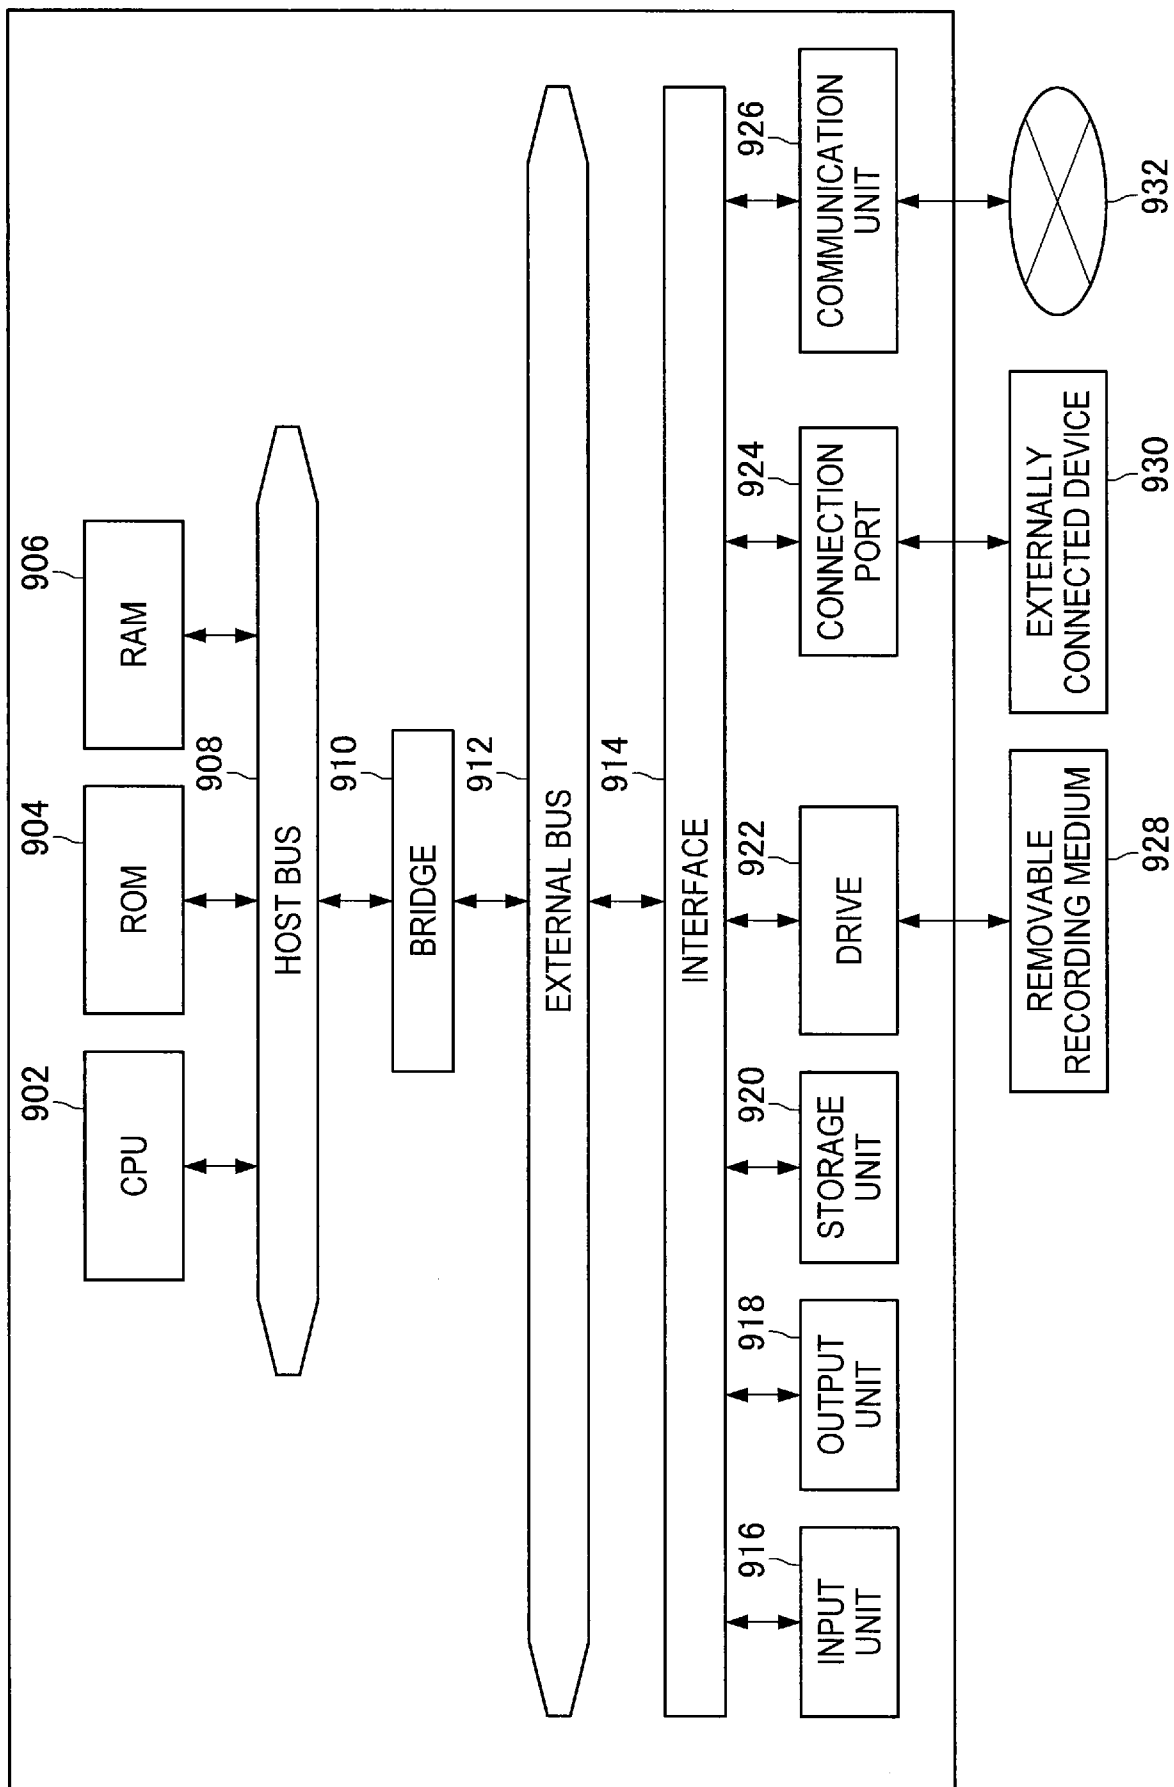 902
904
906
CPU
ROM
RAM
908
HOST BUS
910
BRIDGE
912
EXTERNAL BUS
914
INTERFACE
916
918
920
922
924
926
INPUT
UNIT
OUTPUT
UNIT
STORAGE
UNIT
DRIVE
CONNECTION
PORT
COMMUNICATION
UNIT
REMOVABLE
RECORDING MEDIUM
EXTERNALLY
CONNECTED DEVICE
928
930
932